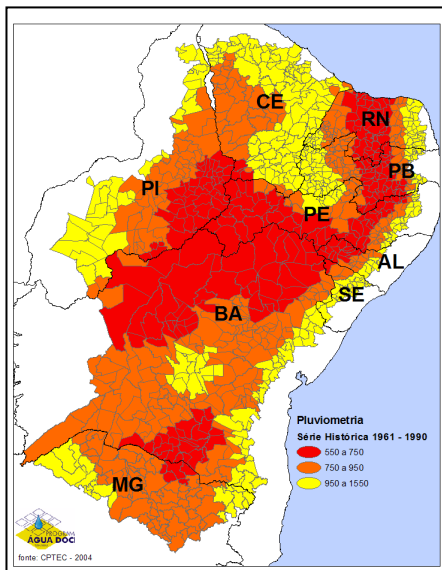 CE
RN
PB
PI
PE
AL
SE
BA
MG
Pluviometria
Série Histórica 1961 - 1990
550 a 750
750 a 950
950 a 1550
PROGRAMA
ÁGUA DOCE
fonte: CPTEC - 2004